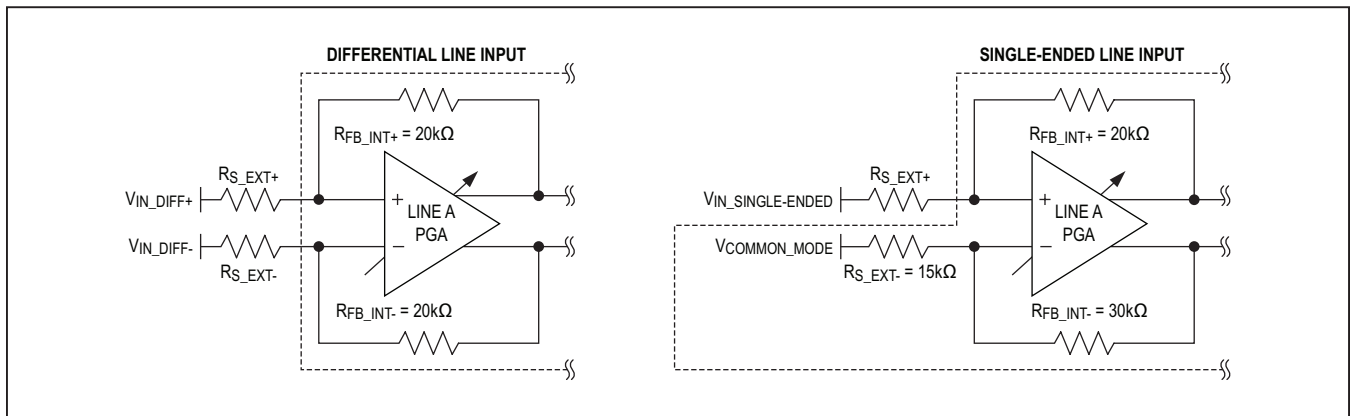 DIFFERENTIAL LINE INPUT
RFB_INT+ = 20kΩ
RS_EXT+
VIN_DIFF+
+
LINE A
PGA
−
VIN_DIFF-
RS_EXT-
RFB_INT- = 20kΩ
SINGLE-ENDED LINE INPUT
RFB_INT+ = 20kΩ
RS_EXT+
VIN_SINGLE-ENDED
+
LINE A
PGA
−
VCOMMON_MODE
RS_EXT- = 15kΩ
RFB_INT- = 30kΩ